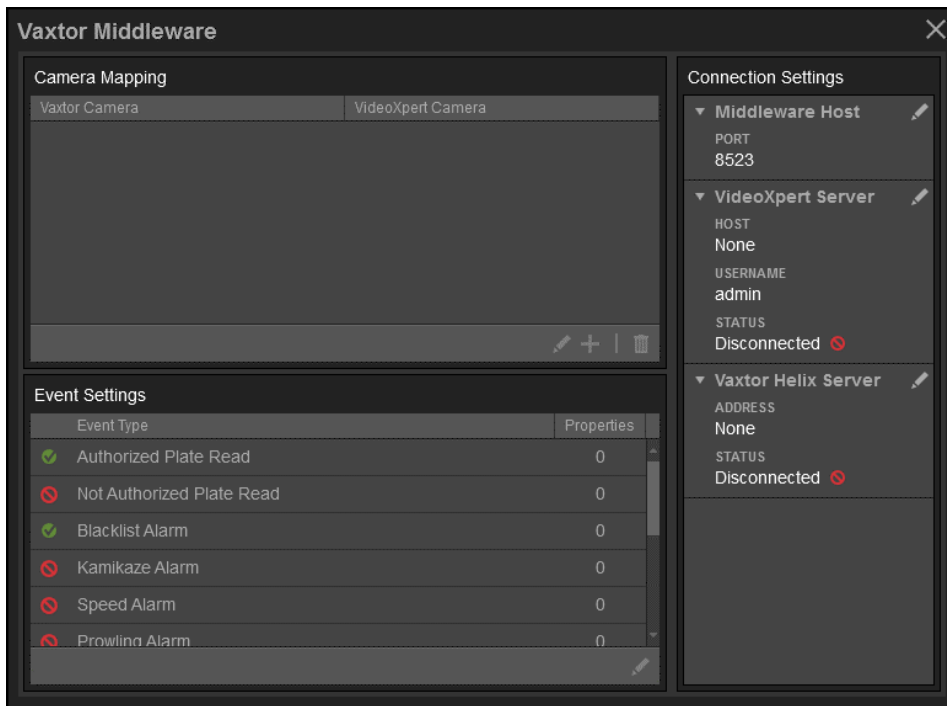 Vaxtor Middleware
Camera Mapping
Vaxtor Camera VideoXpert Camera
Event Settings
Event Type Properties
Authorized Plate Read 0
Not Authorized Plate Read 0
Blacklist Alarm 0
Kamikaze Alarm 0
Speed Alarm 0
Prowling Alarm 0
Connection Settings
Middleware Host
PORT
8523
VideoXpert Server
HOST
None
USERNAME
admin
STATUS
Disconnected
Vaxtor Helix Server
ADDRESS
None
STATUS
Disconnected